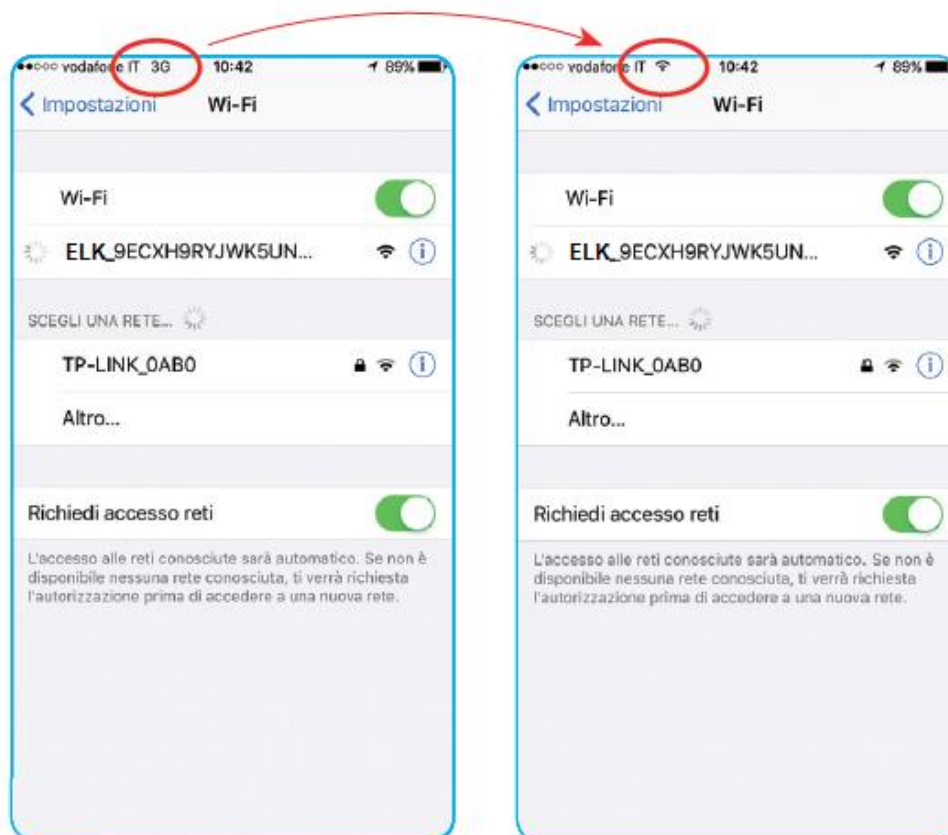 ●●○○○ vodafone IT 3G 10:42 89%
Impostazioni Wi-Fi
Wi-Fi
ELK_9ECXH9RYJWK5UN...
SCEGLI UNA RETE...
TP-LINK_0AB0
Altro...
Richiedi accesso reti
L'accesso alle reti conosciute sarà automatico. Se non è
disponibile nessuna rete conosciuta, ti verrà richiesta
l'autorizzazione prima di accedere a una nuova rete.
●●○○○ vodafone IT 10:42 89%
Impostazioni Wi-Fi
Wi-Fi
ELK_9ECXH9RYJWK5UN...
SCEGLI UNA RETE...
TP-LINK_0AB0
Altro...
Richiedi accesso reti
L'accesso alle reti conosciute sarà automatico. Se non è
disponibile nessuna rete conosciuta, ti verrà richiesta
l'autorizzazione prima di accedere a una nuova rete.